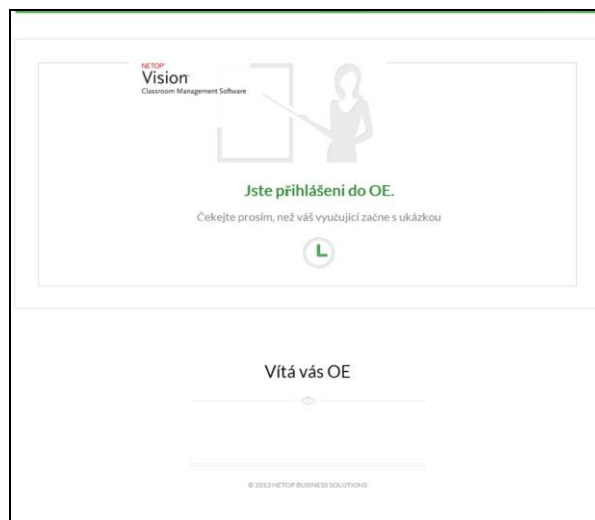 NETOP
Vision
Classroom Management Software
Jste přihlášeni do OE.
Čekejte prosím, než váš vyučující začne s ukázkou
Vítá vás OE
© 2013 NETOP BUSINESS SOLUTIONS